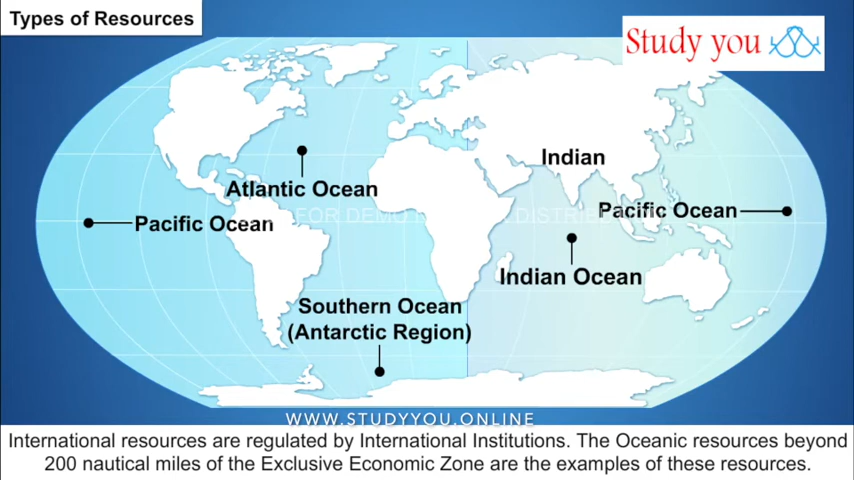 Types of Resources
Study you
Indian
Atlantic Ocean
Pacific Ocean
Pacific Ocean
Indian Ocean
Southern Ocean
(Antarctic Region)
FOR DEMO
WWW.STUDYYOU.ONLINE
International resources are regulated by International Institutions. The Oceanic resources beyond
200 nautical miles of the Exclusive Economic Zone are the examples of these resources.